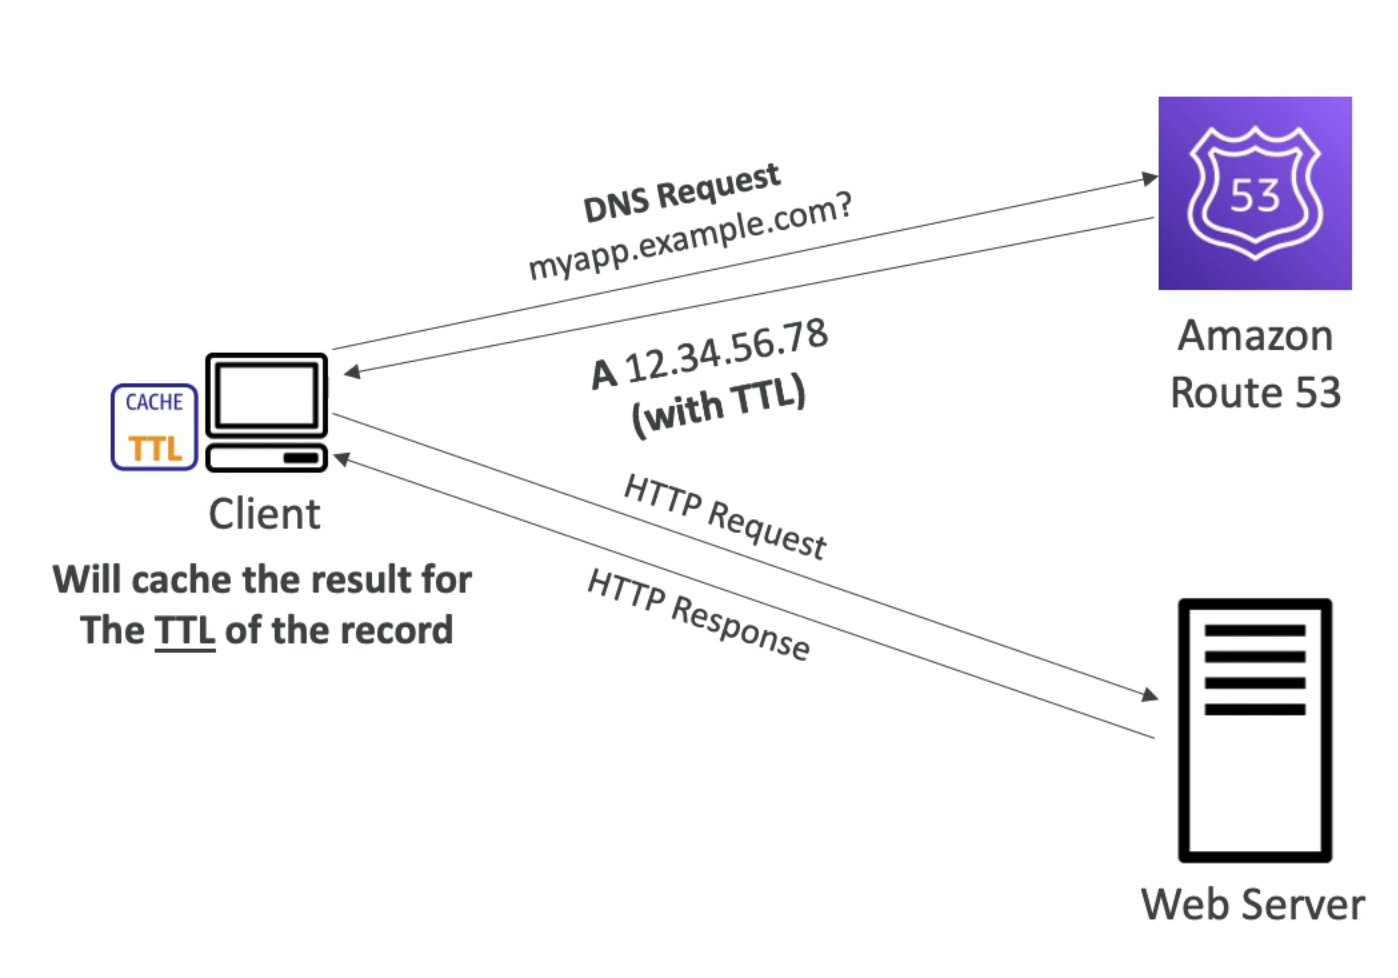 DNS Request
myapp.example.com?
53
Amazon
Route 53
A 12.34.56.78
(with TTL)
CACHE
TTL
Client
Will cache the result for
The TTL of the record
HTTP Request
HTTP Response
Web Server